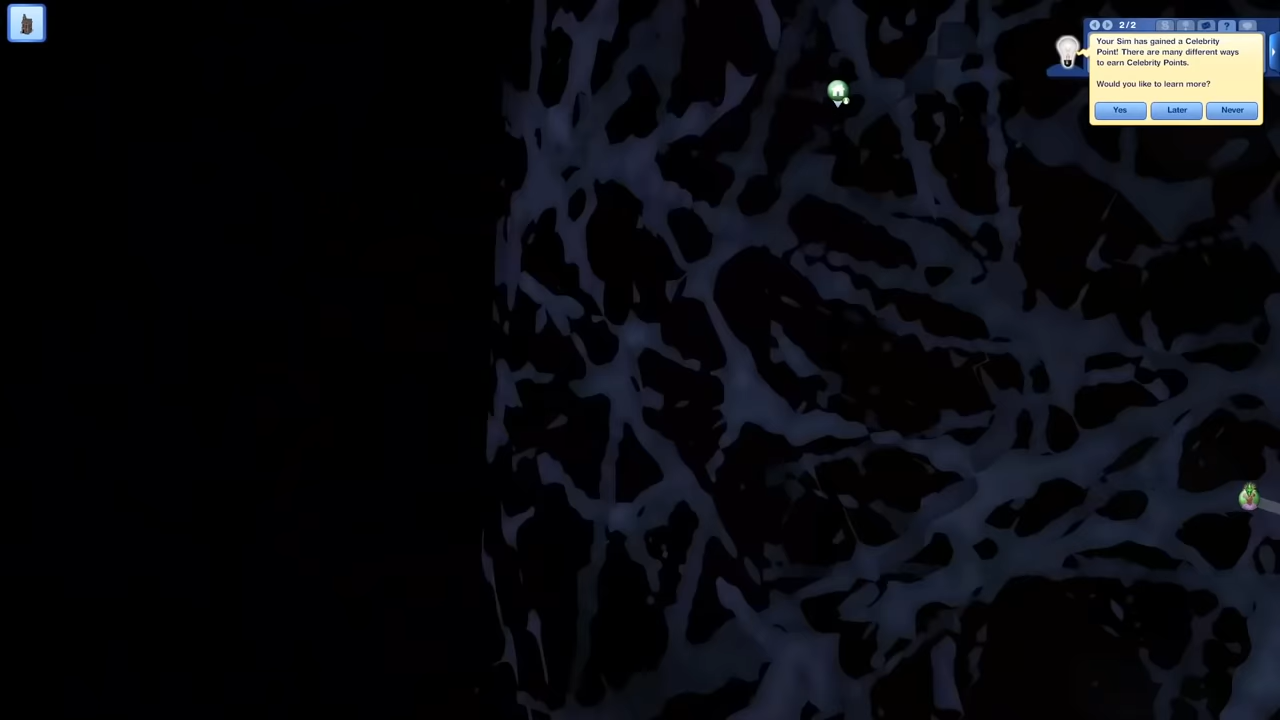 2/2
Your Sim has gained a Celebrity
Point! There are many different ways
to earn Celebrity Points.
Would you like to learn more?
Yes
Later
Never